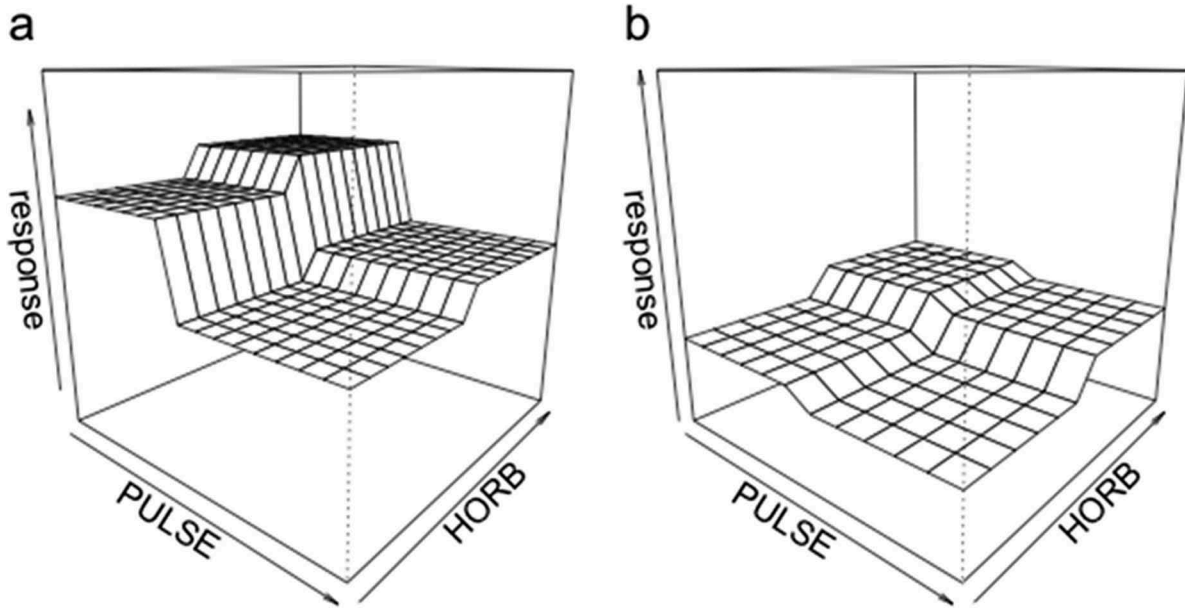 a
response
PULSE
HORB
b
response
PULSE
HORB